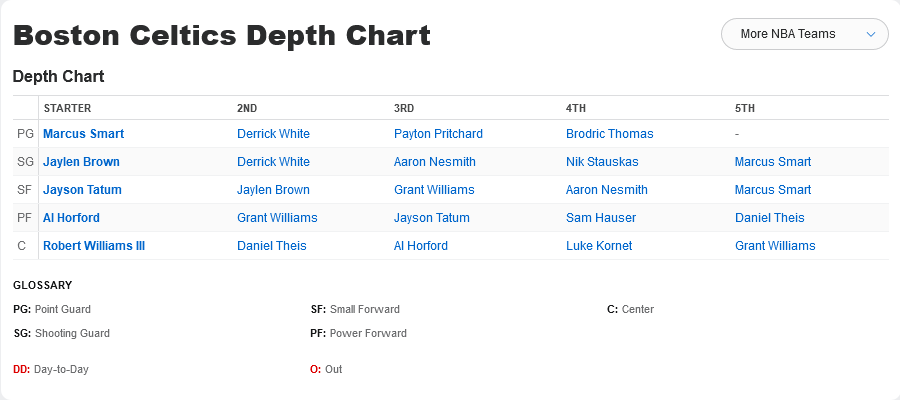 Boston Celtics Depth Chart
More NBA Teams
Depth Chart
STARTER 2ND 3RD 4TH 5TH
PG Marcus Smart Derrick White Payton Pritchard Brodric Thomas -
SG Jaylen Brown Derrick White Aaron Nesmith Nik Stauskas Marcus Smart
SF Jayson Tatum Jaylen Brown Grant Williams Aaron Nesmith Marcus Smart
PF Al Horford Grant Williams Jayson Tatum Sam Hauser Daniel Theis
C Robert Williams III Daniel Theis Al Horford Luke Kornet Grant Williams
GLOSSARY
PG: Point Guard SF: Small Forward C: Center
SG: Shooting Guard PF: Power Forward
DD: Day-to-Day O: Out